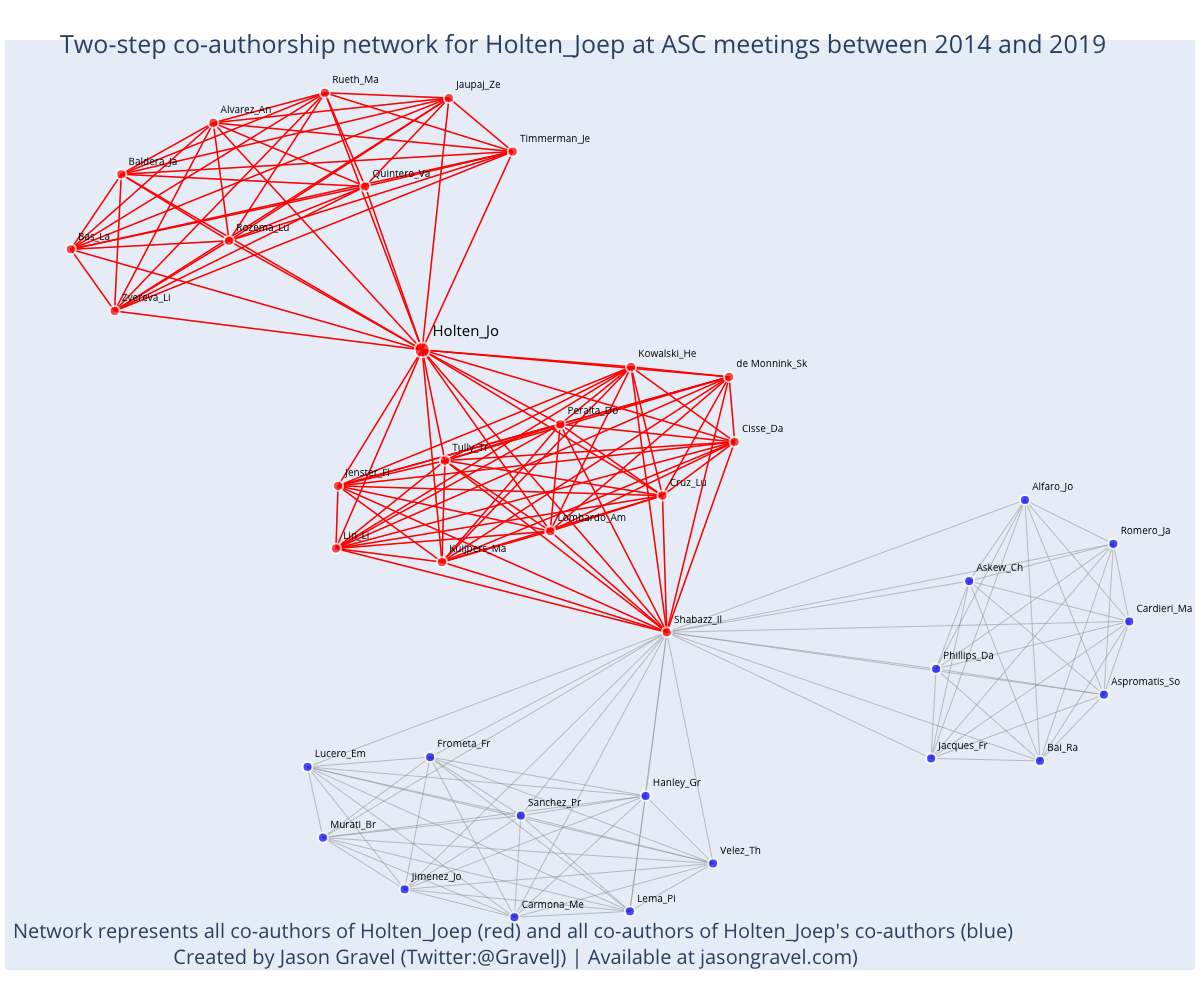 Two-step co-authorship network for Holten_Joep at ASC meetings between 2014 and 2019
Rueth_Ma
Jaupaj_Ze
Alvarez_An
Timmerman_Je
Baldera_Ja
Quintero_Va
Bas_La
Rozema_Lu
Zvereva_Li
Holten_Jo
Kowalski_He
de Monnink_Sk
Peralta_Do
Cisse_Da
Tully_Tr
Jenster_Fl
Cruz_Lu
Alfaro_Jo
Lombardo_Am
Romero_Ja
Lin_Li
Kuijpers_Ma
Askew_Ch
Cardieri_Ma
Shabazz_Il
Phillips_Da
Aspromatis_So
Jacques_Fr
Bai_Ra
Lucero_Em
Frometa_Fr
Hanley_Gr
Sanchez_Pr
Murati_Br
Velez_Th
Jimenez_Jo
Carmona_Me
Lema_Pi
Network represents all co-authors of Holten_Joep (red) and all co-authors of Holten_Joep's co-authors (blue)
Created by Jason Gravel (Twitter:@GravelJ) | Available at jasongravel.com)